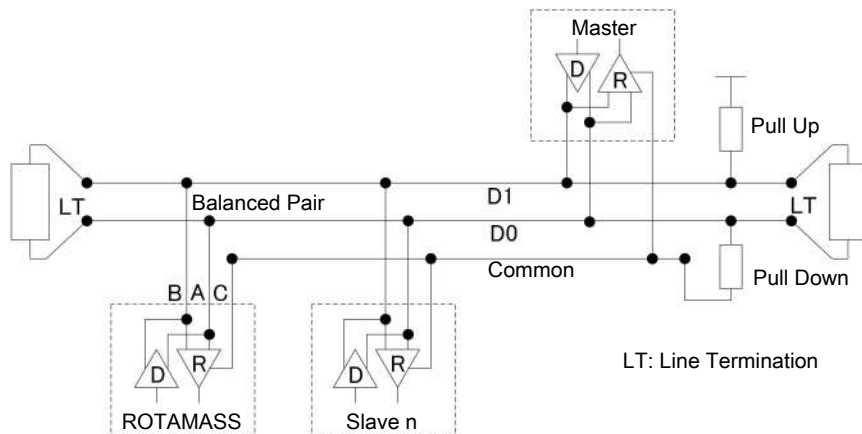 Master
D
R
Pull Up
LT
Balanced Pair
D1
LT
D0
Common
Pull Down
B A C
D
R
D
R
LT: Line Termination
ROTAMASS
Slave n